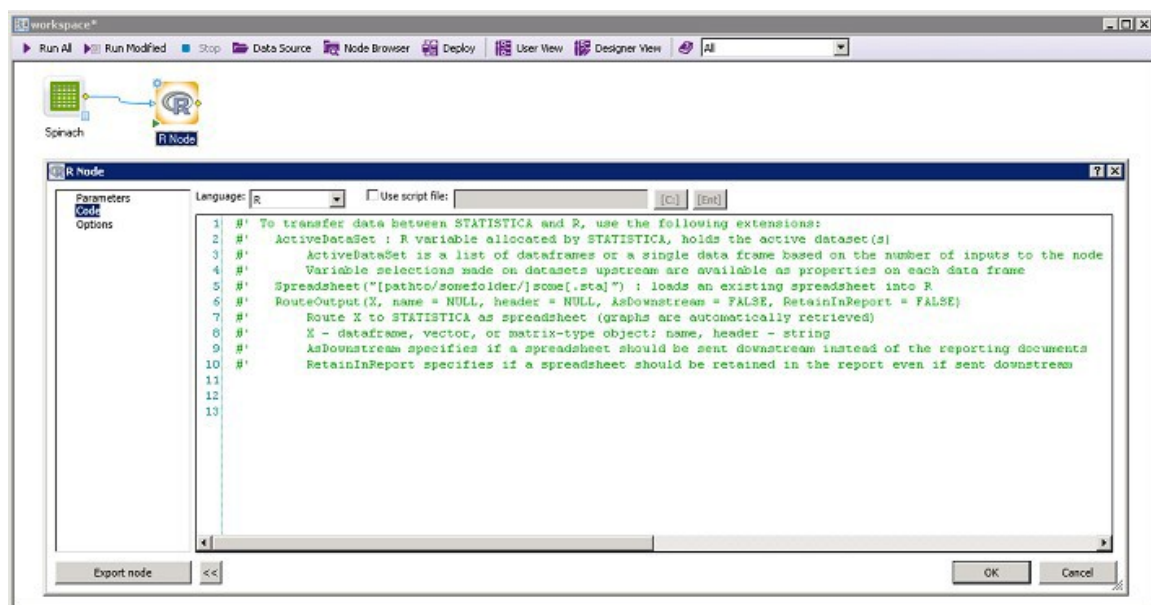 workspace*
Run All Run Modified Stop Data Source Node Browser Deploy User View Designer View All
Spinach
R Node
R Node
Parameters
Code
Options
Language: R Use script file: [C:] [Ent]
1 #' To transfer data between STATISTICA and R, use the following extensions:
2 #' ActiveDataSet : R variable allocated by STATISTICA, holds the active dataset(s)
3 #' ActiveDataSet is a list of dataframes or a single data frame based on the number of inputs to the node
4 #' Variable selections made on datasets upstream are available as properties on each data frame
5 #' Spreadsheet("[pathto/somefolder/]some[.sta]") : loads an existing spreadsheet into R
6 #' RouteOutput(X, name = NULL, header = NULL, AsDownstream = FALSE, RetainInReport = FALSE)
7 #' Route X to STATISTICA as spreadsheet (graphs are automatically retrieved)
8 #' X - dataframe, vector, or matrix-type object; name, header - string
9 #' AsDownstream specifies if a spreadsheet should be sent downstream instead of the reporting documents
10 #' RetainInReport specifies if a spreadsheet should be retained in the report even if sent downstream
11
12
13
Export node << OK Cancel